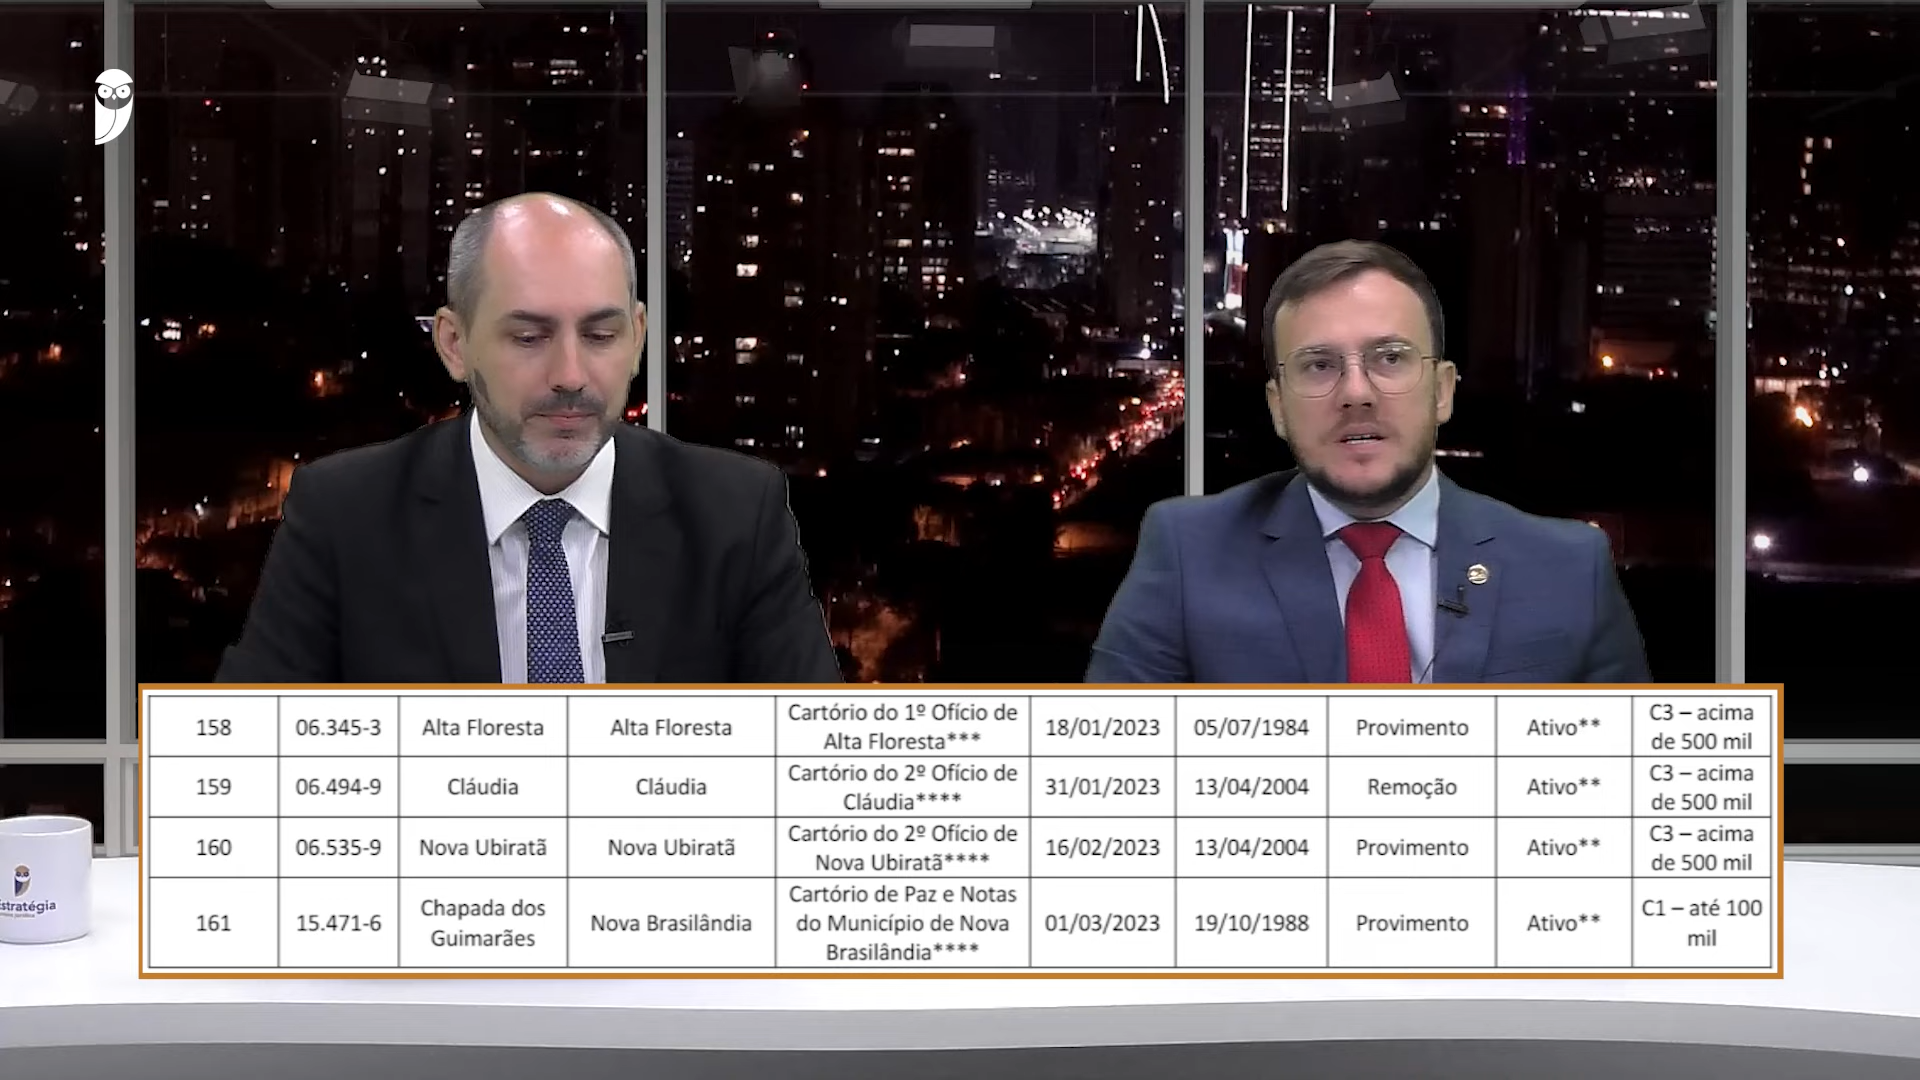 158 06.345-3 Alta Floresta Alta Floresta Cartório do 1º Ofício de Alta Floresta*** 18/01/2023 05/07/1984 Provimento Ativo** C3 – acima de 500 mil
159 06.494-9 Cláudia Cláudia Cartório do 2º Ofício de Cláudia**** 31/01/2023 13/04/2004 Remoção Ativo** C3 – acima de 500 mil
160 06.535-9 Nova Ubiratã Nova Ubiratã Cartório do 2º Ofício de Nova Ubiratã**** 16/02/2023 13/04/2004 Provimento Ativo** C3 – acima de 500 mil
161 15.471-6 Chapada dos Guimarães Nova Brasilândia Cartório de Paz e Notas do Município de Nova Brasilândia**** 01/03/2023 19/10/1988 Provimento Ativo** C1 – até 100 mil
Estratégia